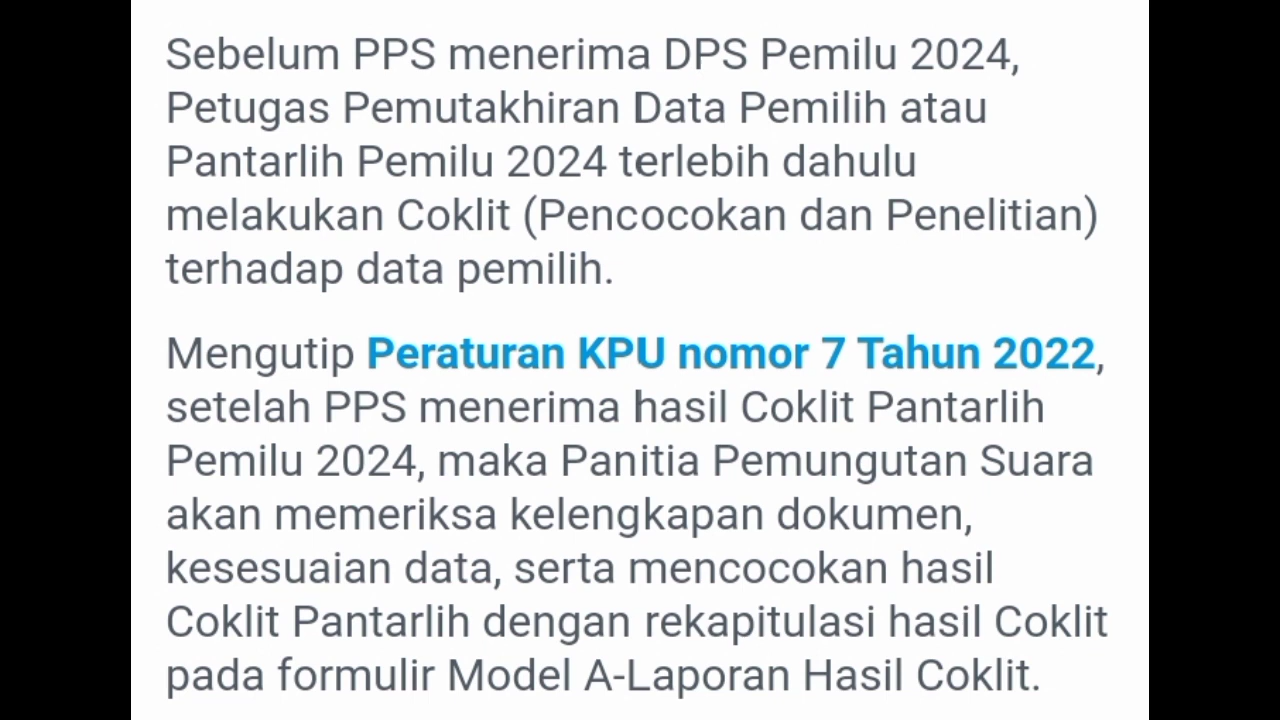 Sebelum PPS menerima DPS Pemilu 2024,
Petugas Pemutakhiran Data Pemilih atau
Pantarlih Pemilu 2024 terlebih dahulu
melakukan Coklit (Pencocokan dan Penelitian)
terhadap data pemilih.
Mengutip Peraturan KPU nomor 7 Tahun 2022,
setelah PPS menerima hasil Coklit Pantarlih
Pemilu 2024, maka Panitia Pemungutan Suara
akan memeriksa kelengkapan dokumen,
kesesuaian data, serta mencocokan hasil
Coklit Pantarlih dengan rekapitulasi hasil Coklit
pada formulir Model A-Laporan Hasil Coklit.